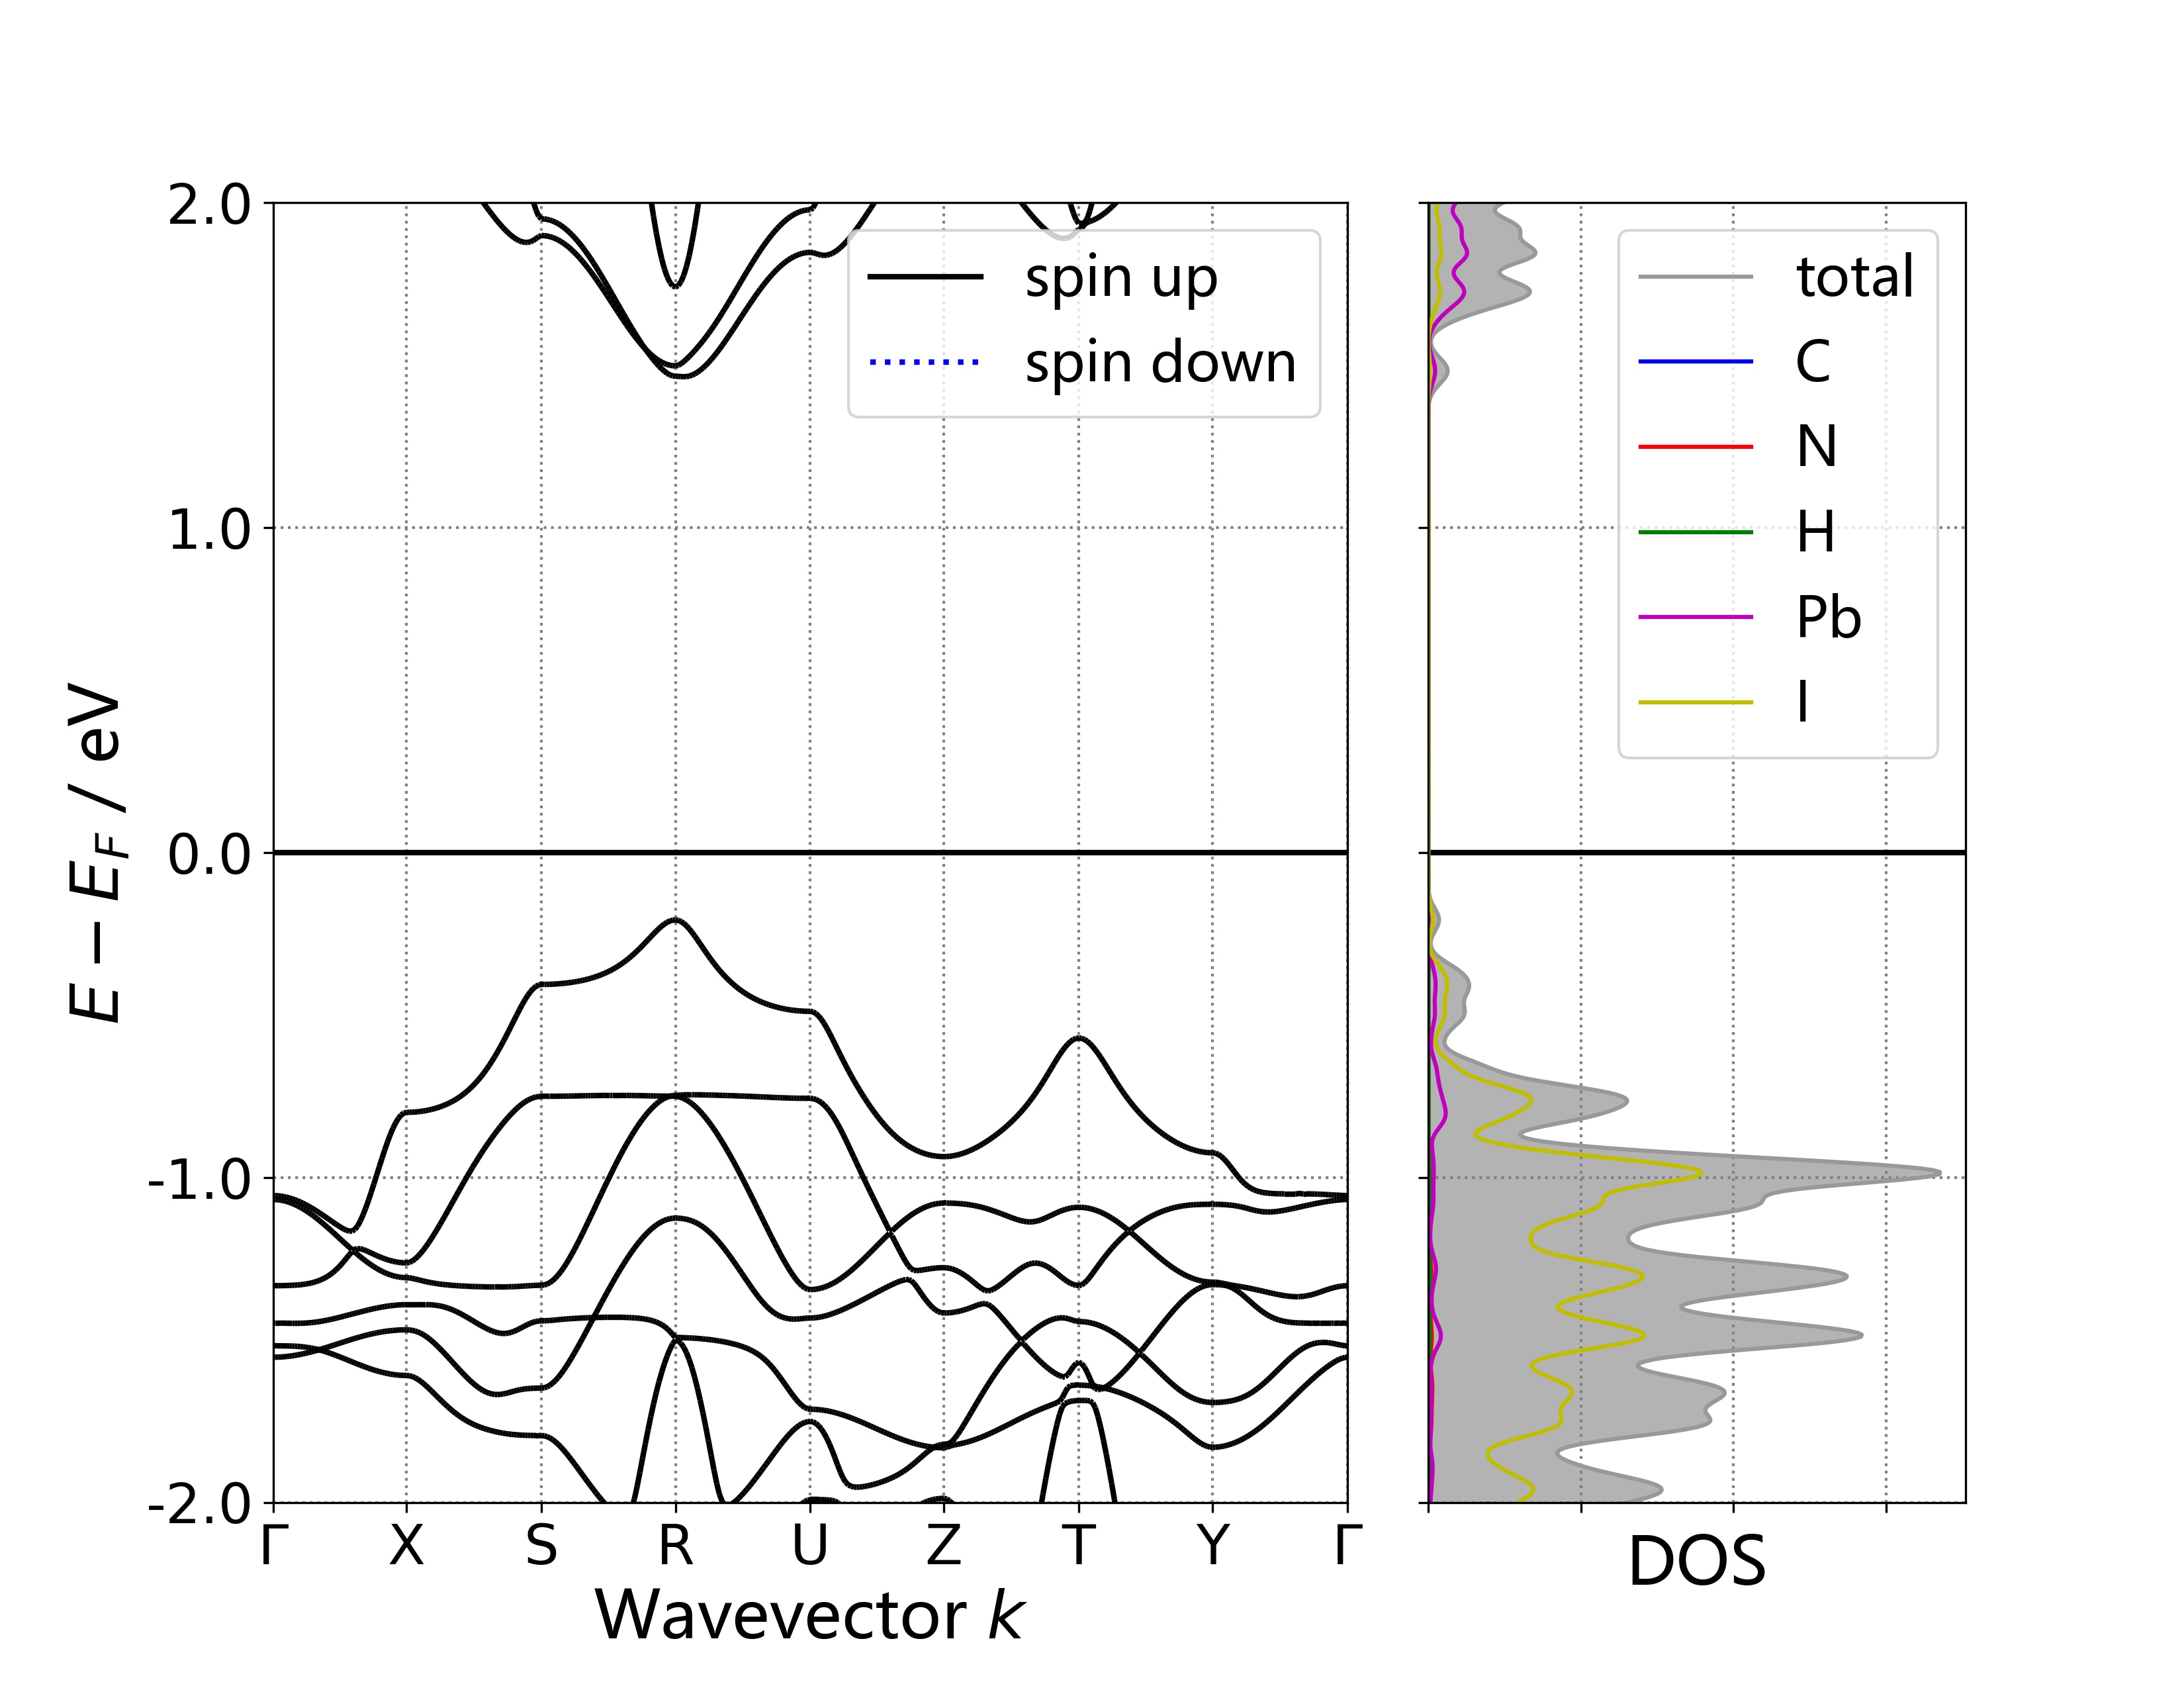 2.0
1.0
0.0
-1.0
-2.0
E − E_F / eV
spin up
spin down
Γ X S R U Z T Y Γ
Wavevector k
total
C
N
H
Pb
I
DOS